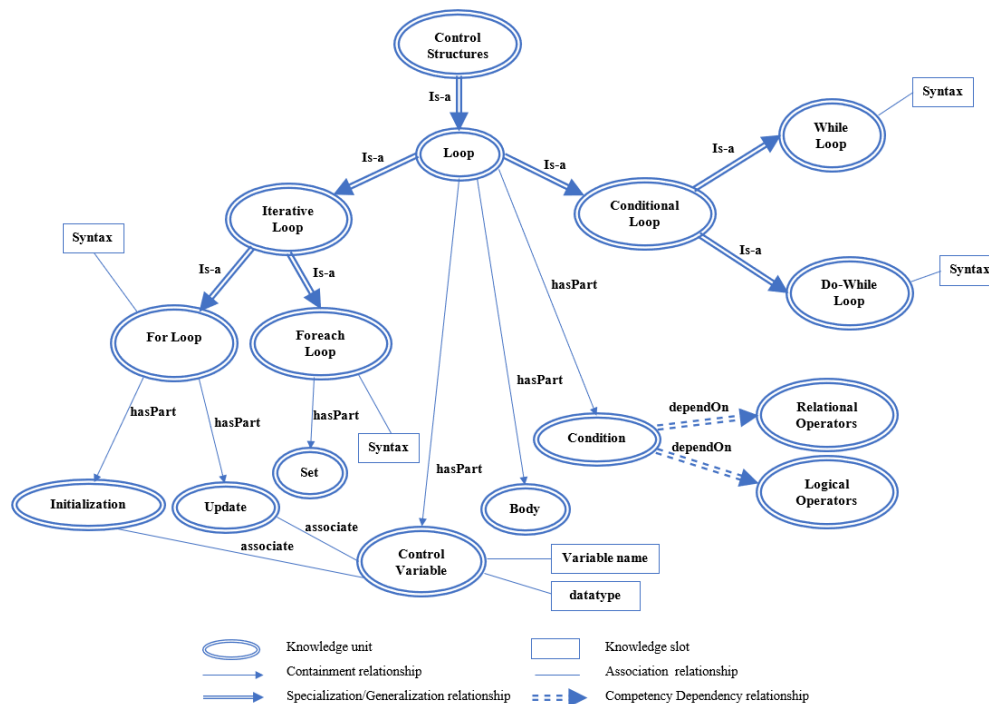 Control
Structures
Is-a
Syntax
While
Loop
Loop
Is-a
Is-a
Is-a
Iterative
Loop
Conditional
Loop
Syntax
Is-a
Is-a
Is-a
Syntax
Do-While
Loop
hasPart
For Loop
Foreach
Loop
hasPart
hasPart
hasPart
hasPart
dependOn
Relational
Operators
Condition
dependOn
Syntax
hasPart
Set
Logical
Operators
Initialization
Update
Body
associate
associate
Control
Variable
Variable name
datatype
Knowledge unit
Knowledge slot
Containment relationship
Association relationship
Specialization/Generalization relationship
Competency Dependency relationship